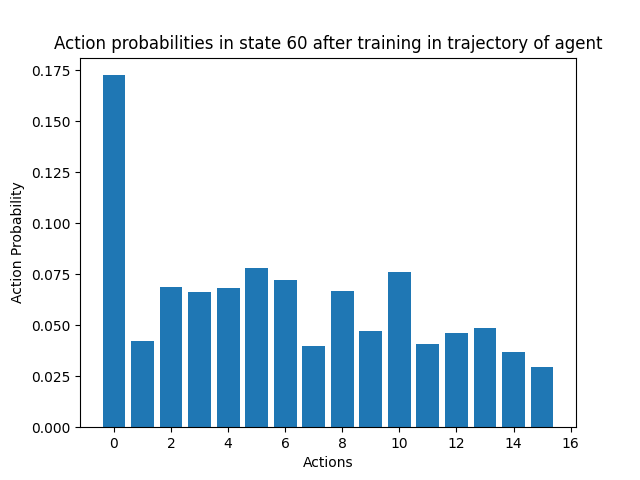 Action probabilities in state 60 after training in trajectory of agent
0.175
0.150
0.125
0.100
0.075
0.050
0.025
0.000
Action Probability
0 2 4 6 8 10 12 14 16
Actions